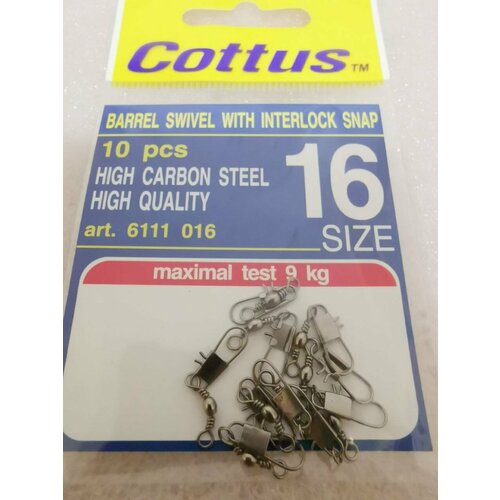 Cottus™
BARREL SWIVEL WITH INTERLOCK SNAP
10 pcs
HIGH CARBON STEEL
HIGH QUALITY
art. 6111 016
16
SIZE
maximal test 9 kg